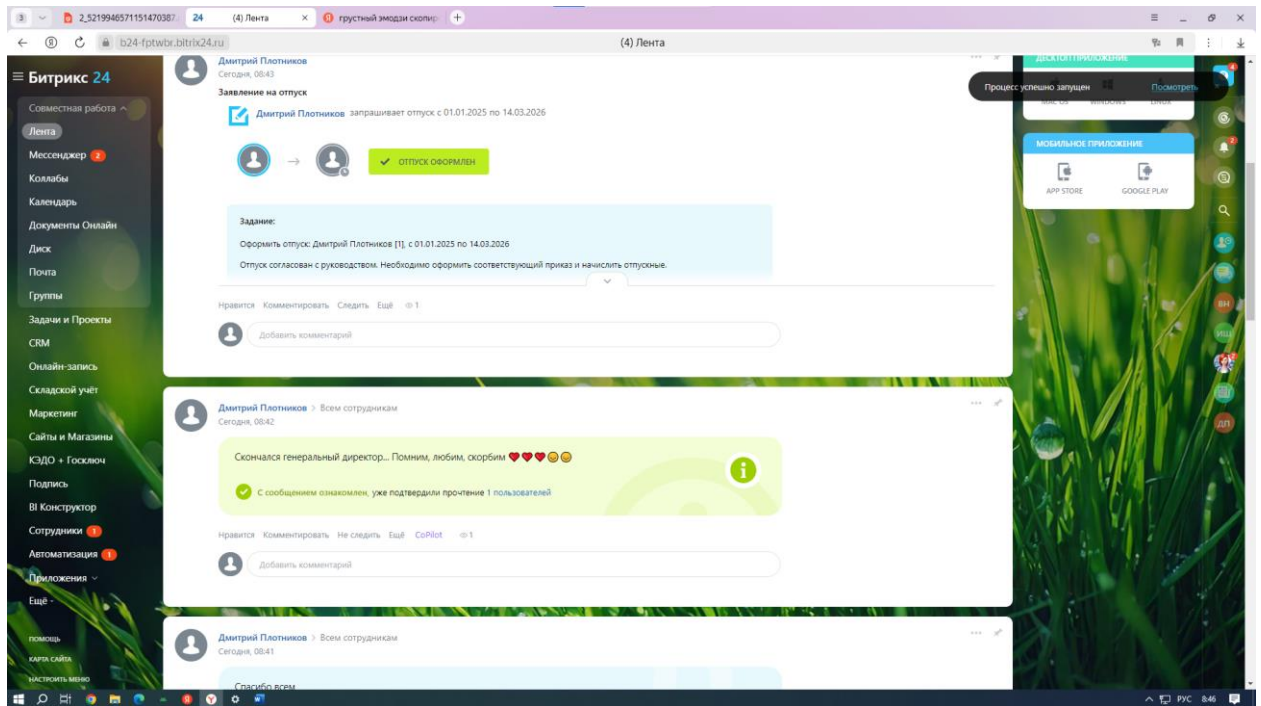 3
2_5219946571151470387.
24
(4) Лента
грустный эмодзи скопир
b24-fptwbr.bitrix24.ru
(4) Лента
Битрикс 24
Совместная работа
Лента
Мессенджер 2
Коллабы
Календарь
Документы Онлайн
Диск
Почта
Группы
Задачи и Проекты
CRM
Онлайн-запись
Складской учёт
Маркетинг
Сайты и Магазины
КЭДО + Госключ
Подпись
BI Конструктор
Сотрудники 1
Автоматизация 1
Приложения
Ещё -
ПОМОЩЬ
КАРТА САЙТА
НАСТРОИТЬ МЕНЮ
Дмитрий Плотников
Сегодня, 08:43
Заявление на отпуск
Дмитрий Плотников запрашивает отпуск с 01.01.2025 по 14.03.2026
ОТПУСК ОФОРМЛЕН
Задание:
Оформить отпуск: Дмитрий Плотников [1], с 01.01.2025 по 14.03.2026
Отпуск согласован с руководством. Необходимо оформить соответствующий приказ и начислить отпускные.
Нравится Комментировать Следить Ещё 1
Добавить комментарий
Дмитрий Плотников > Всем сотрудникам
Сегодня, 08:42
Скончался генеральный директор... Помним, любим, скорбим ❤❤❤😊😊
С сообщением ознакомлен, уже подтвердили прочтение 1 пользователей
Нравится Комментировать Не следить Ещё CoPilot 1
Добавить комментарий
Дмитрий Плотников > Всем сотрудникам
Сегодня, 08:41
Спасибо всем
ДЕСКТОП ПРИЛОЖЕНИЕ
Процесс успешно запущен Посмотреть
MAC OS WINDOWS LINUX
МОБИЛЬНОЕ ПРИЛОЖЕНИЕ
APP STORE GOOGLE PLAY
4
2
ВН
ИЩ
ДП
РУС 8:46